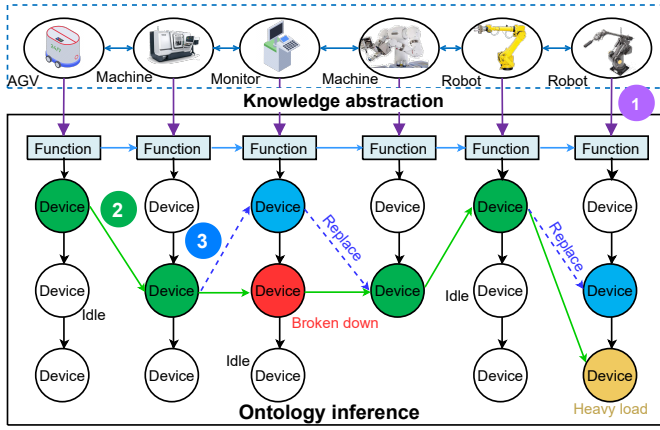 AGV
Machine
Monitor
Machine
Robot
Robot
Knowledge abstraction
1
Function
Function
Function
Function
Function
Function
Device
Device
Device
Device
Device
Device
2
3
Replace
Replace
Device
Device
Device
Device
Device
Device
Idle
Broken down
Idle
Idle
Device
Device
Device
Device
Device
Heavy load
Ontology inference